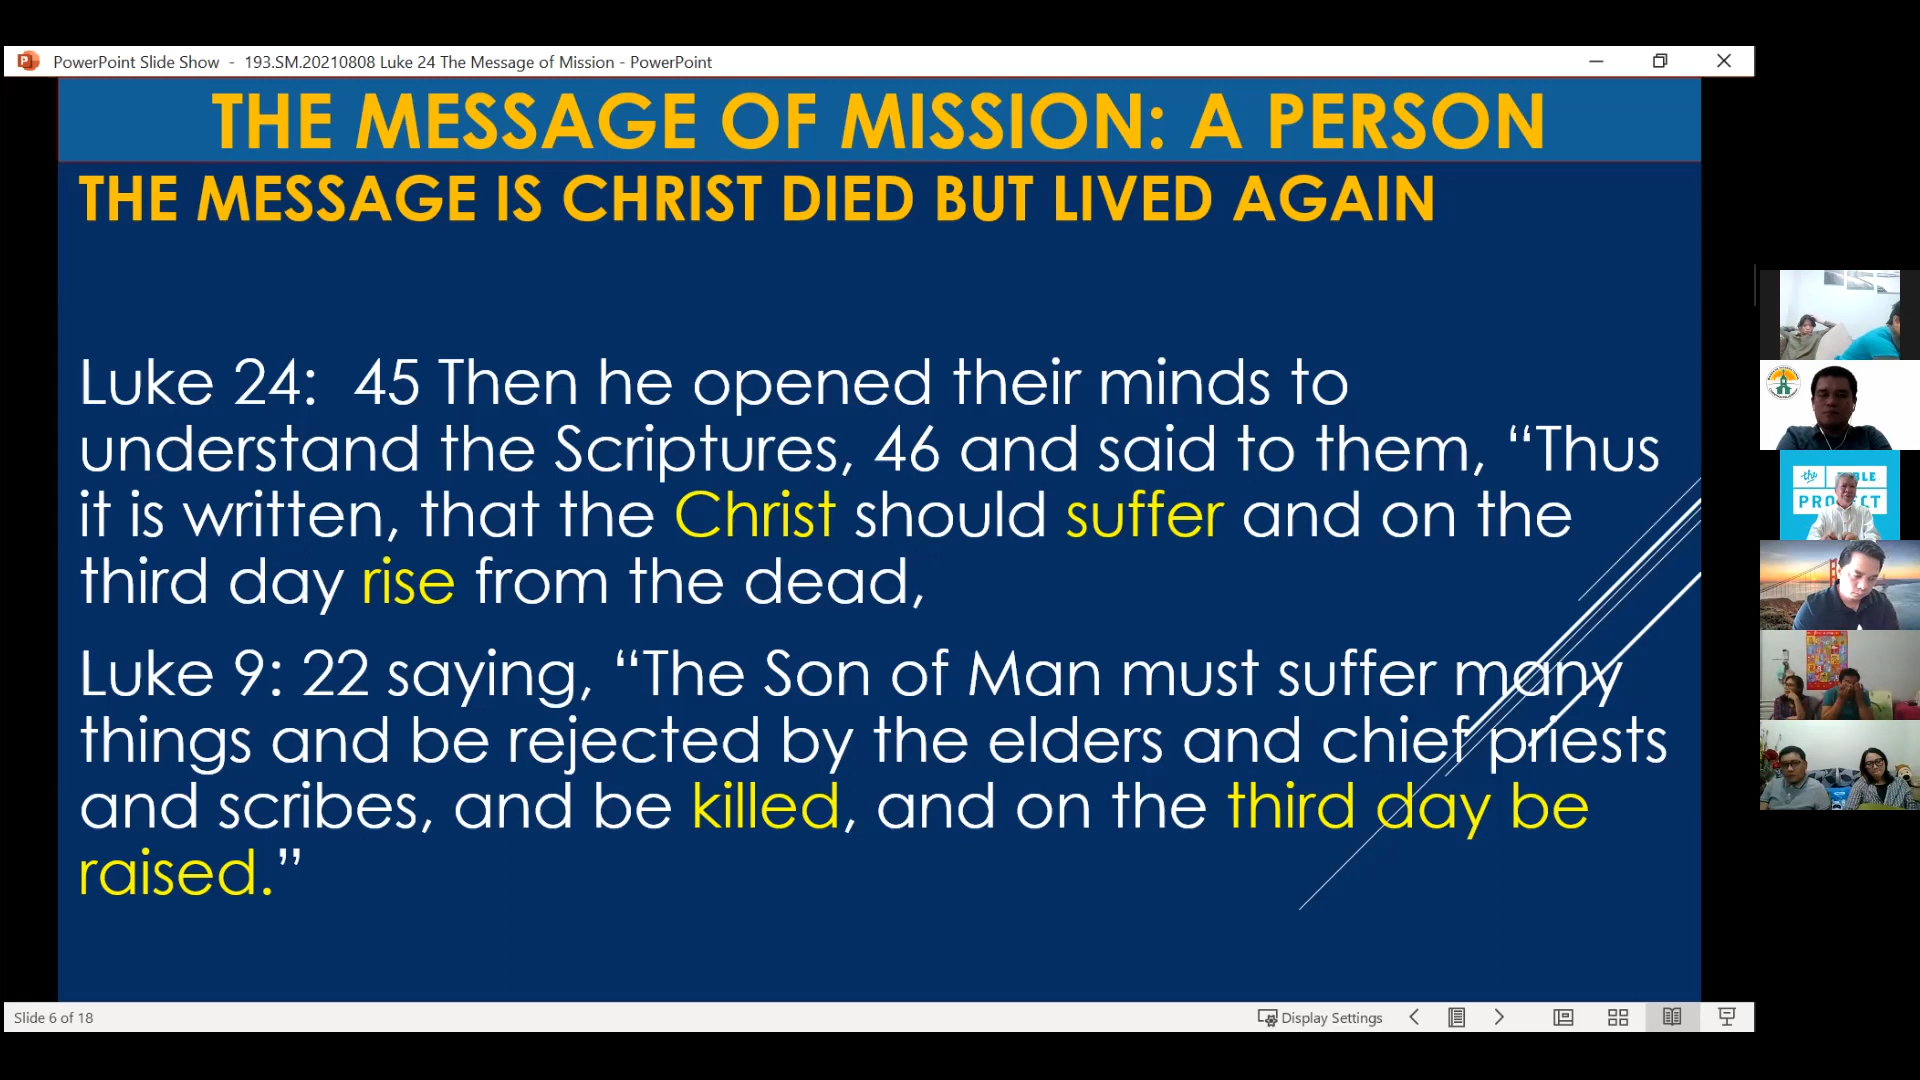 PowerPoint Slide Show - 193.SM.20210808 Luke 24 The Message of Mission - PowerPoint
THE MESSAGE OF MISSION: A PERSON
THE MESSAGE IS CHRIST DIED BUT LIVED AGAIN
Luke 24:  45 Then he opened their minds to
understand the Scriptures, 46 and said to them, “Thus
it is written, that the Christ should suffer and on the
third day rise from the dead,
Luke 9: 22 saying, “The Son of Man must suffer many
things and be rejected by the elders and chief priests
and scribes, and be killed, and on the third day be
raised.”
the
PROJECT
Slide 6 of 18
Display Settings